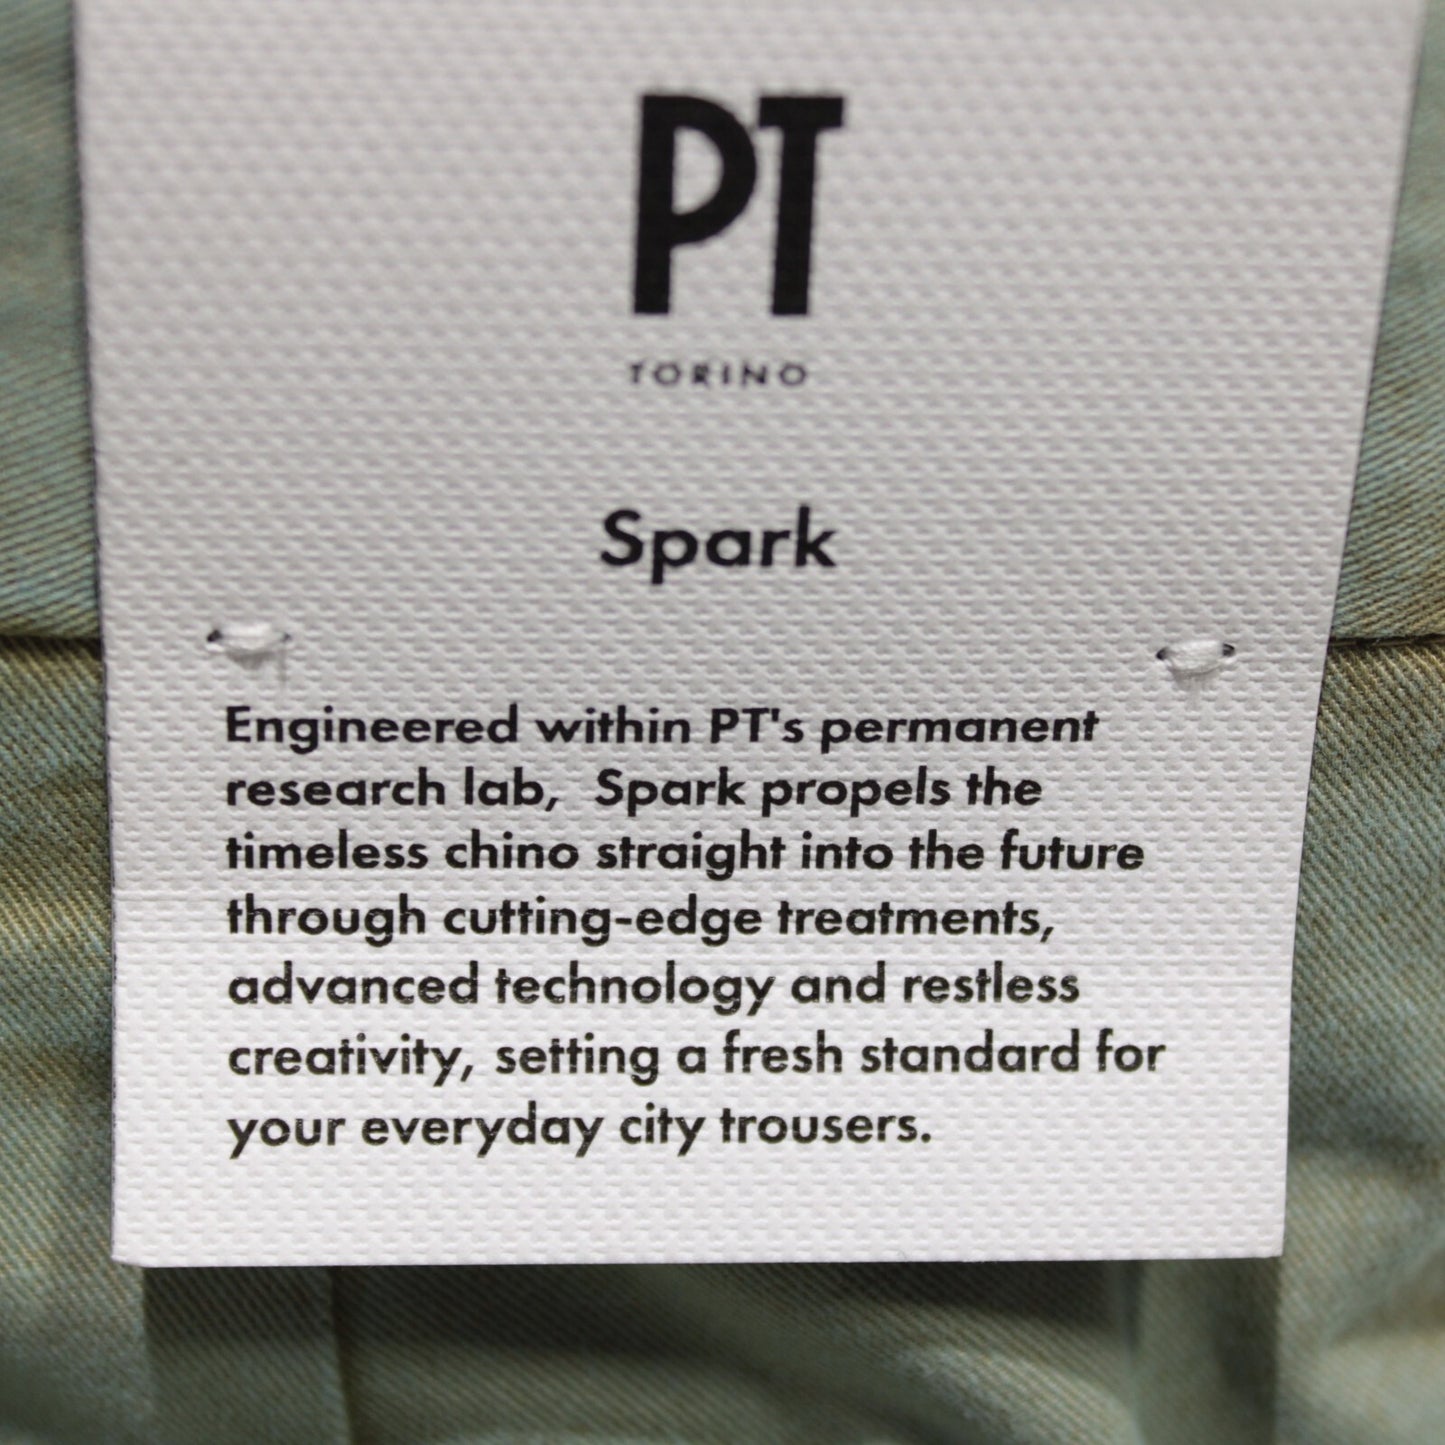 PT
TORINO
Spark
Engineered within PT's permanent
research lab,  Spark propels the
timeless chino straight into the future
through cutting-edge treatments,
advanced technology and restless
creativity, setting a fresh standard for
your everyday city trousers.